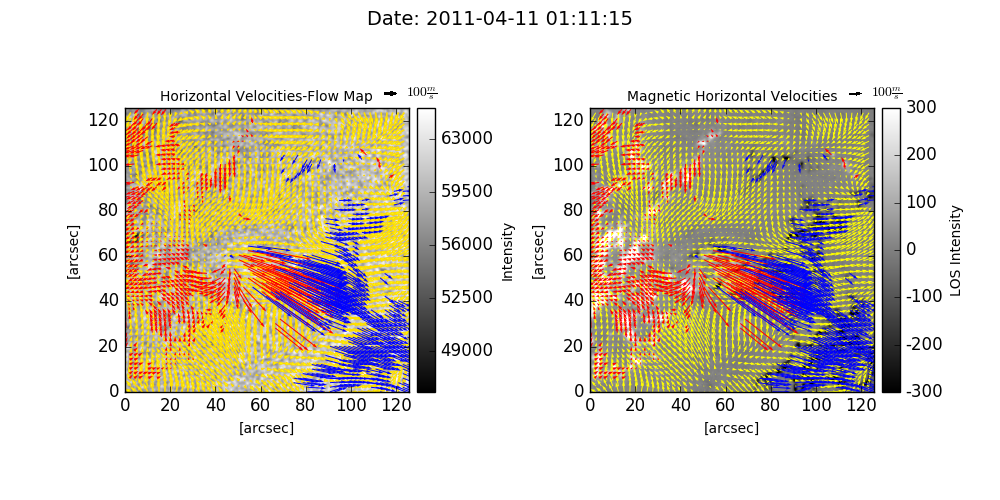 Date: 2011-04-11 01:11:15
Horizontal Velocities-Flow Map
100 m/s
Magnetic Horizontal Velocities
100 m/s
120
100
80
60
40
20
0
[arcsec]
0 20 40 60 80 100 120
[arcsec]
63000
59500
56000
52500
49000
Intensity
120
100
80
60
40
20
0
[arcsec]
0 20 40 60 80 100 120
[arcsec]
300
200
100
0
-100
-200
-300
LOS Intensity